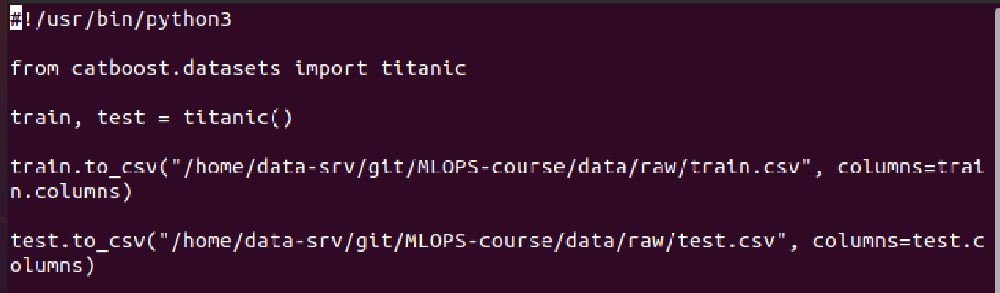 #!/usr/bin/python3
from catboost.datasets import titanic
train, test = titanic()
train.to_csv("/home/data-srv/git/MLOPS-course/data/raw/train.csv", columns=trai
n.columns)
test.to_csv("/home/data-srv/git/MLOPS-course/data/raw/test.csv", columns=test.c
olumns)